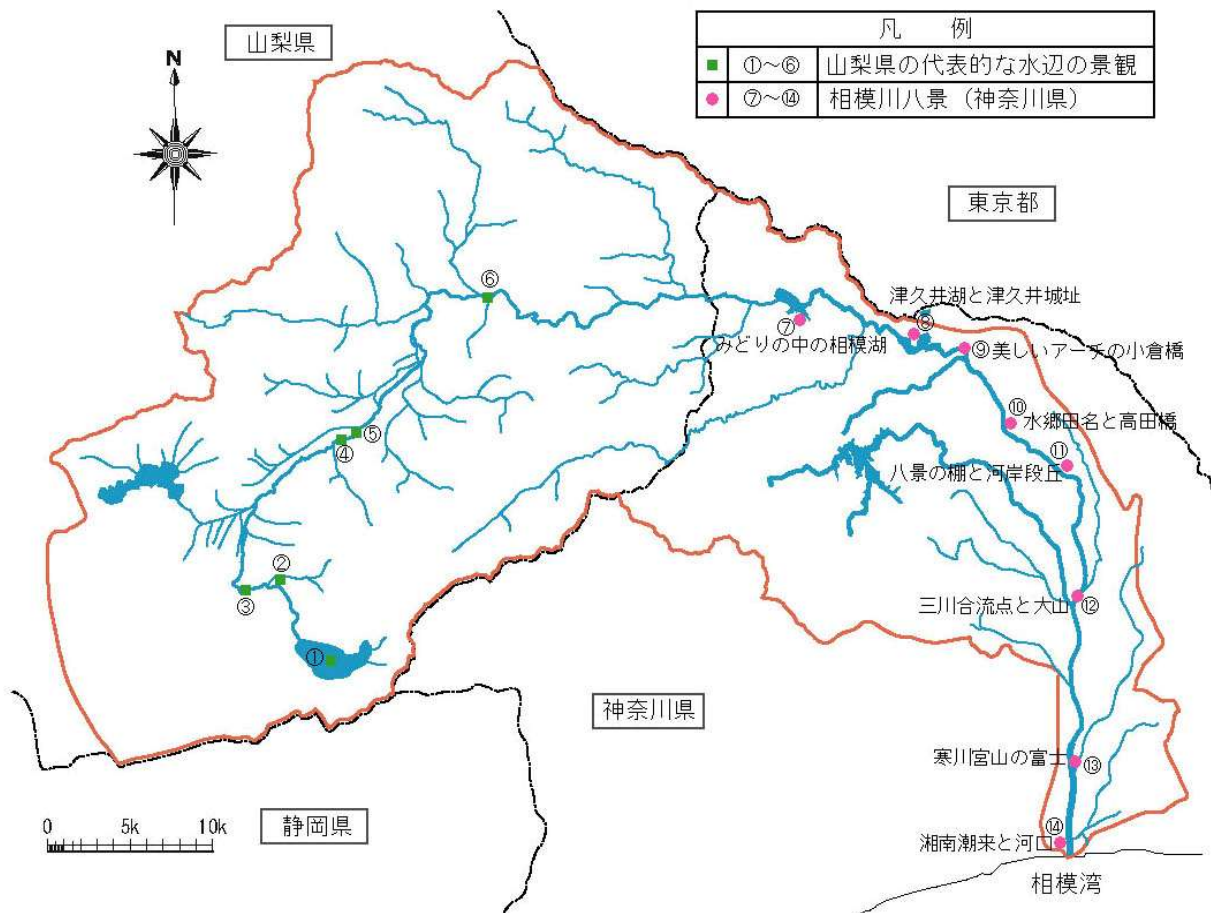 山梨県
N
凡 例
①～⑥ 山梨県の代表的な水辺の景観
⑦～⑭ 相模川八景（神奈川県）
東京都
⑥
津久井湖と津久井城址
⑧
⑦
みどりの中の相模湖
⑨美しいアーチの小倉橋
⑩
水郷田名と高田橋
⑤
④
⑪
八景の棚と河岸段丘
②
③
三川合流点と大山
⑫
①
神奈川県
寒川宮山の富士
⑬
0 5k 10k
静岡県
⑭
湘南潮来と河口
相模湾